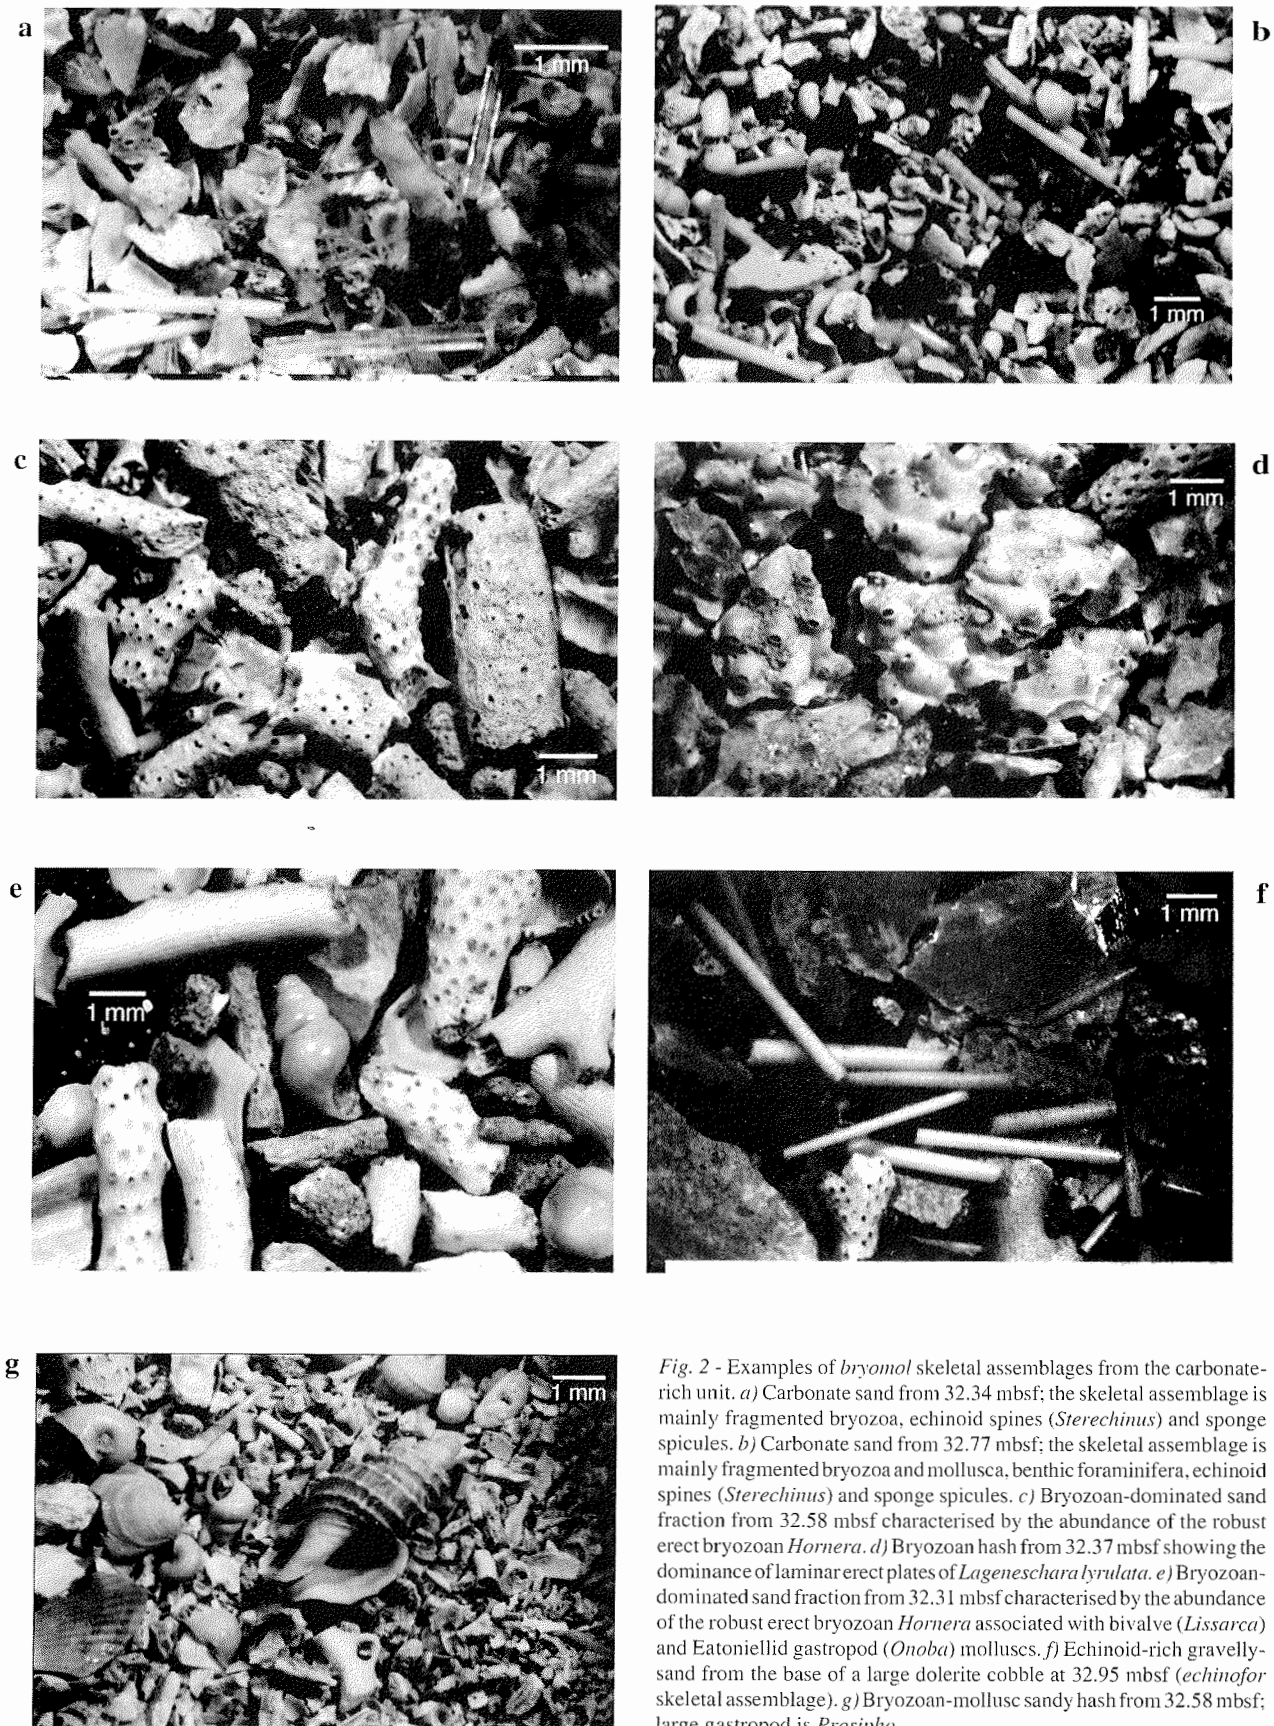 a
1 mm
b
1 mm
c
1 mm
d
1 mm
e
1 mm
f
1 mm
g
1 mm
Fig. 2 - Examples of bryomol skeletal assemblages from the carbonate-
rich unit. a) Carbonate sand from 32.34 mbsf; the skeletal assemblage is
mainly fragmented bryozoa, echinoid spines (Sterechinus) and sponge
spicules. b) Carbonate sand from 32.77 mbsf; the skeletal assemblage is
mainly fragmented bryozoa and mollusca, benthic foraminifera, echinoid
spines (Sterechinus) and sponge spicules. c) Bryozoan-dominated sand
fraction from 32.58 mbsf characterised by the abundance of the robust
erect bryozoan Hornera. d) Bryozoan hash from 32.37 mbsf showing the
dominance of laminar erect plates of Lageneschara lyrulata. e) Bryozoan-
dominated sand fraction from 32.31 mbsf characterised by the abundance
of the robust erect bryozoan Hornera associated with bivalve (Lissarca)
and Eatoniellid gastropod (Onoba) molluscs. f) Echinoid-rich gravelly-
sand from the base of a large dolerite cobble at 32.95 mbsf (echinofor
skeletal assemblage). g) Bryozoan-mollusc sandy hash from 32.58 mbsf;
large gastropod is Prosipho.